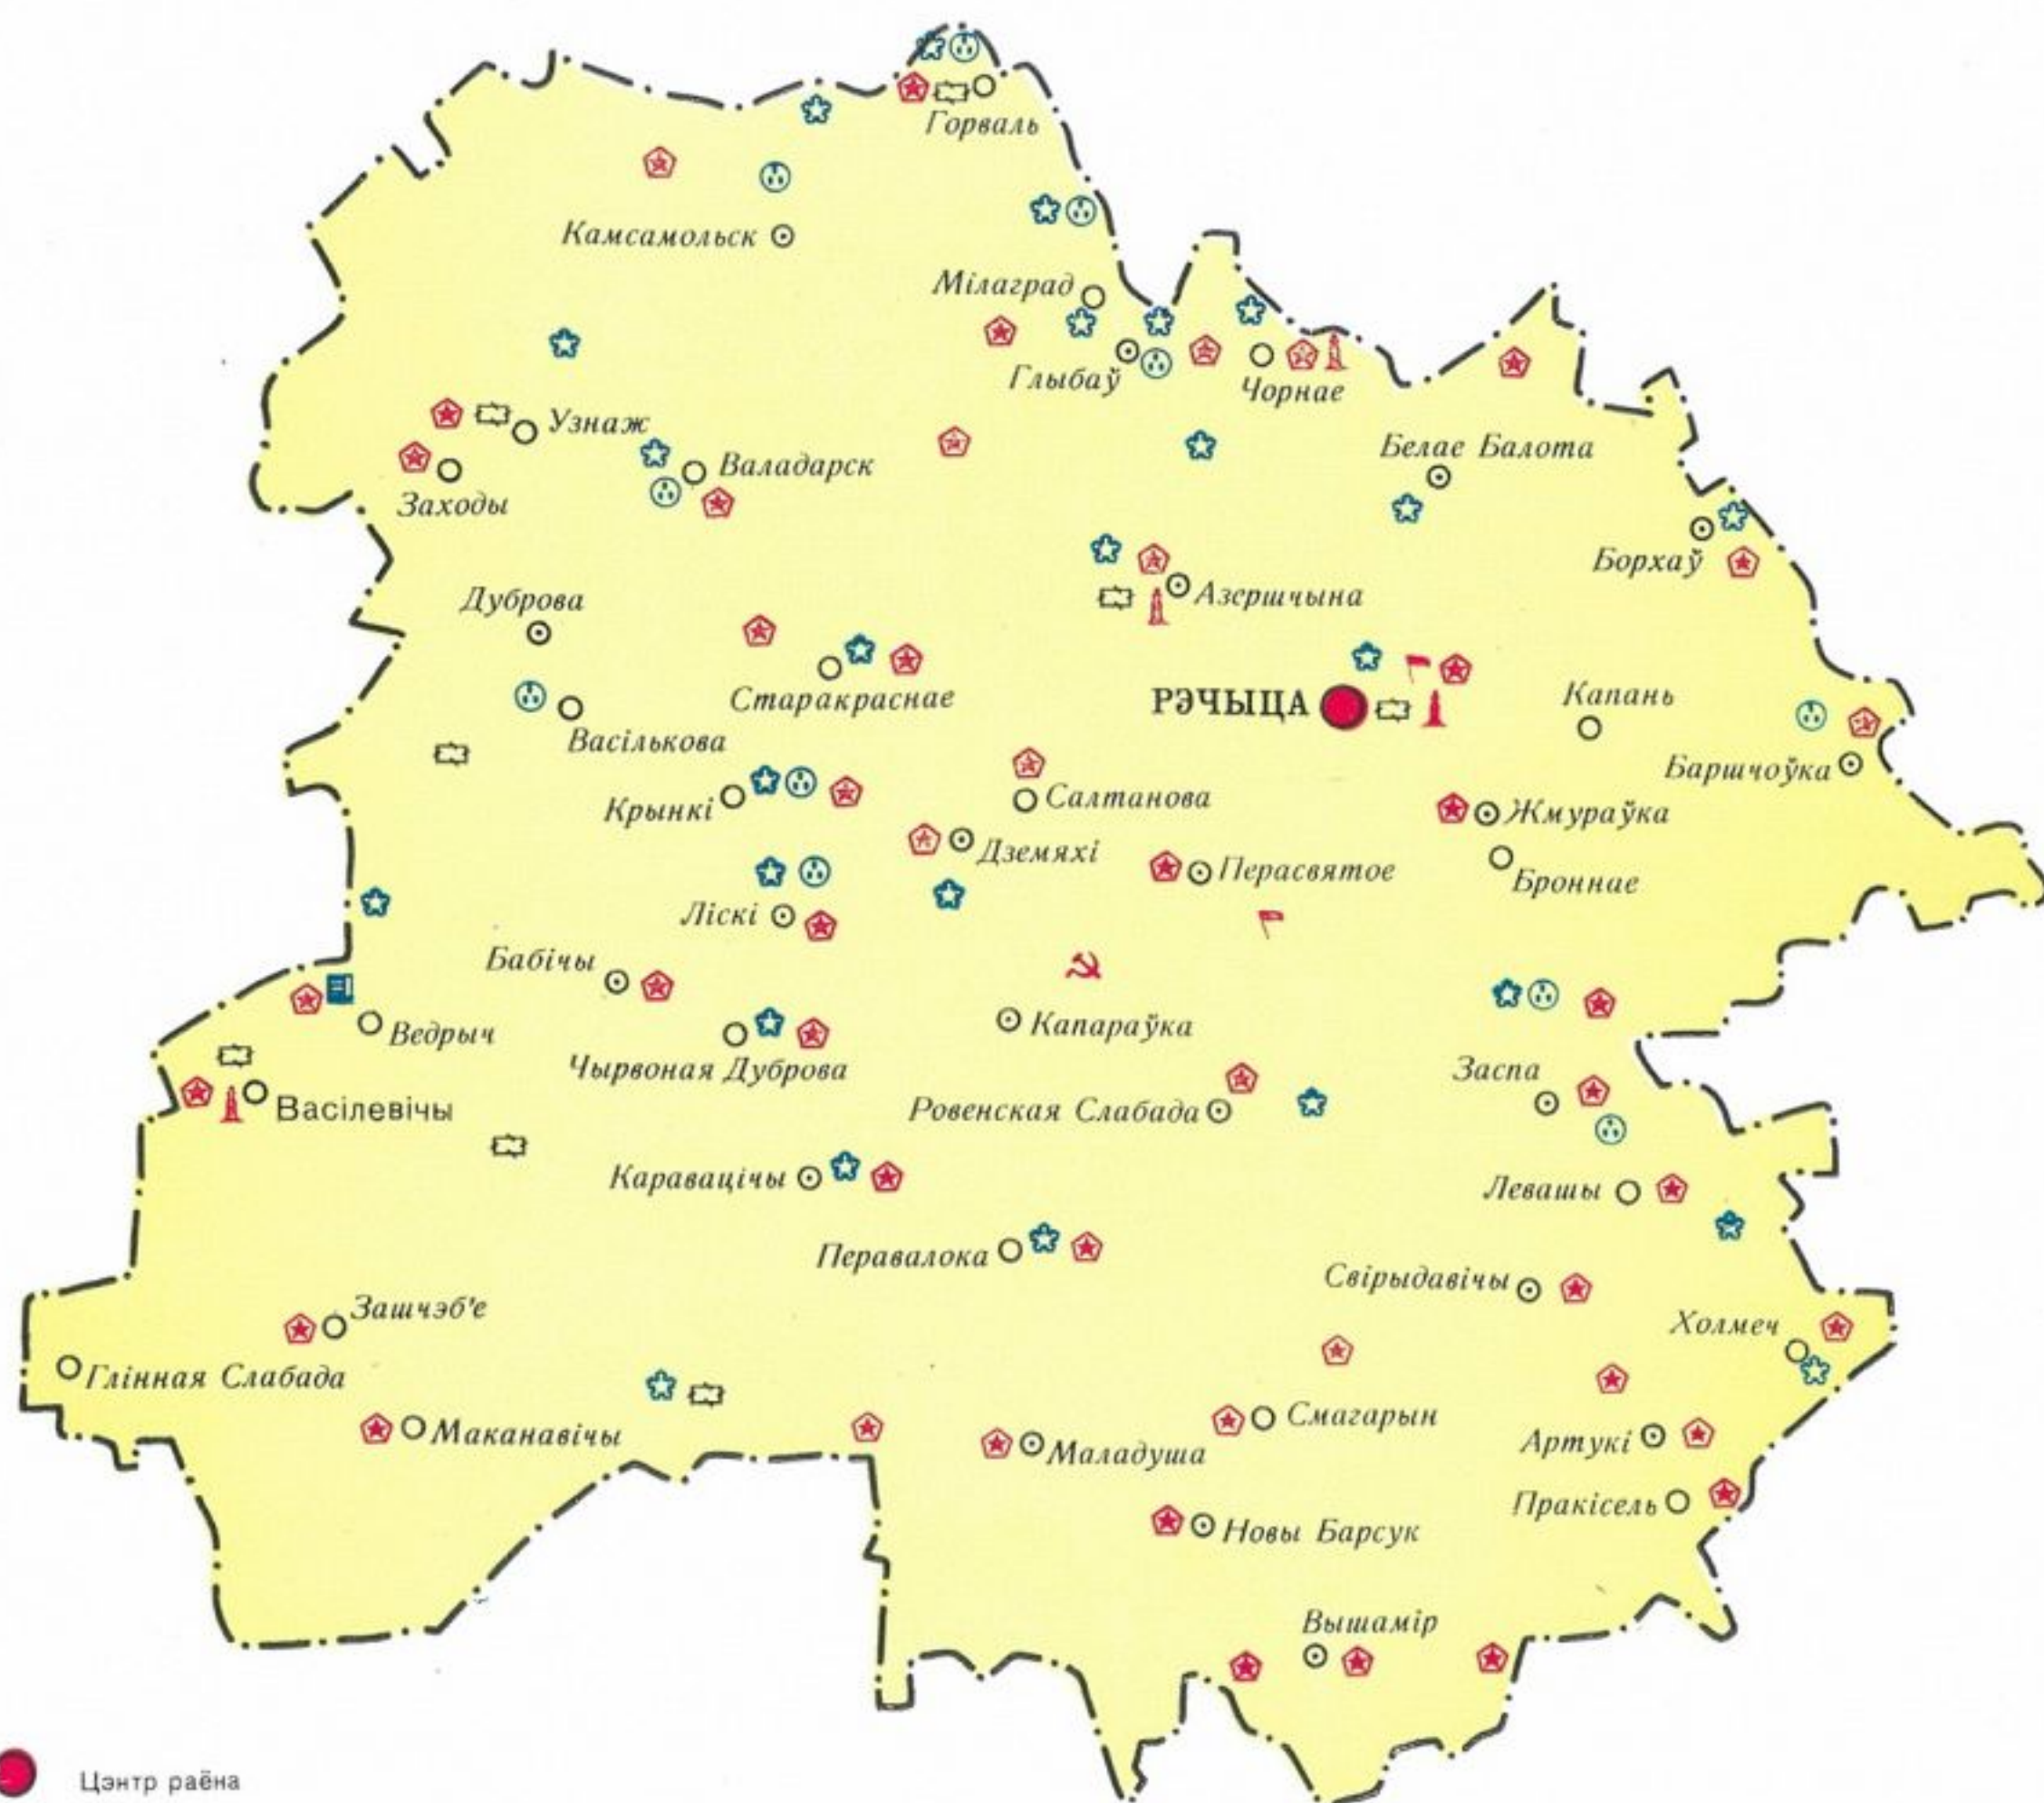 Горваль
Камсамольск
Мілаград
Глыбаў
Чорнае
Узнаж
Белае Балота
Валадарск
Заходы
Борхаў
Азершчына
Дуброва
Старакраснае
РЭЧЫЦА
Капань
Васількова
Баршчоўка
Крынкі
Салтанова
Жмураўка
Дземяхі
Перасвятое
Броннае
Ліскі
Бабічы
Ведрыч
Капараўка
Чырвоная Дуброва
Заспа
Васілевічы
Ровенская Слабада
Каравацічы
Левашы
Перавалока
Свірыдавічы
Зашчэб'е
Холмеч
Глінная Слабада
Смагарын
Маканавічы
Артукі
Маладуша
Пракісель
Новы Барсук
Вышамір
Цэнтр раёна